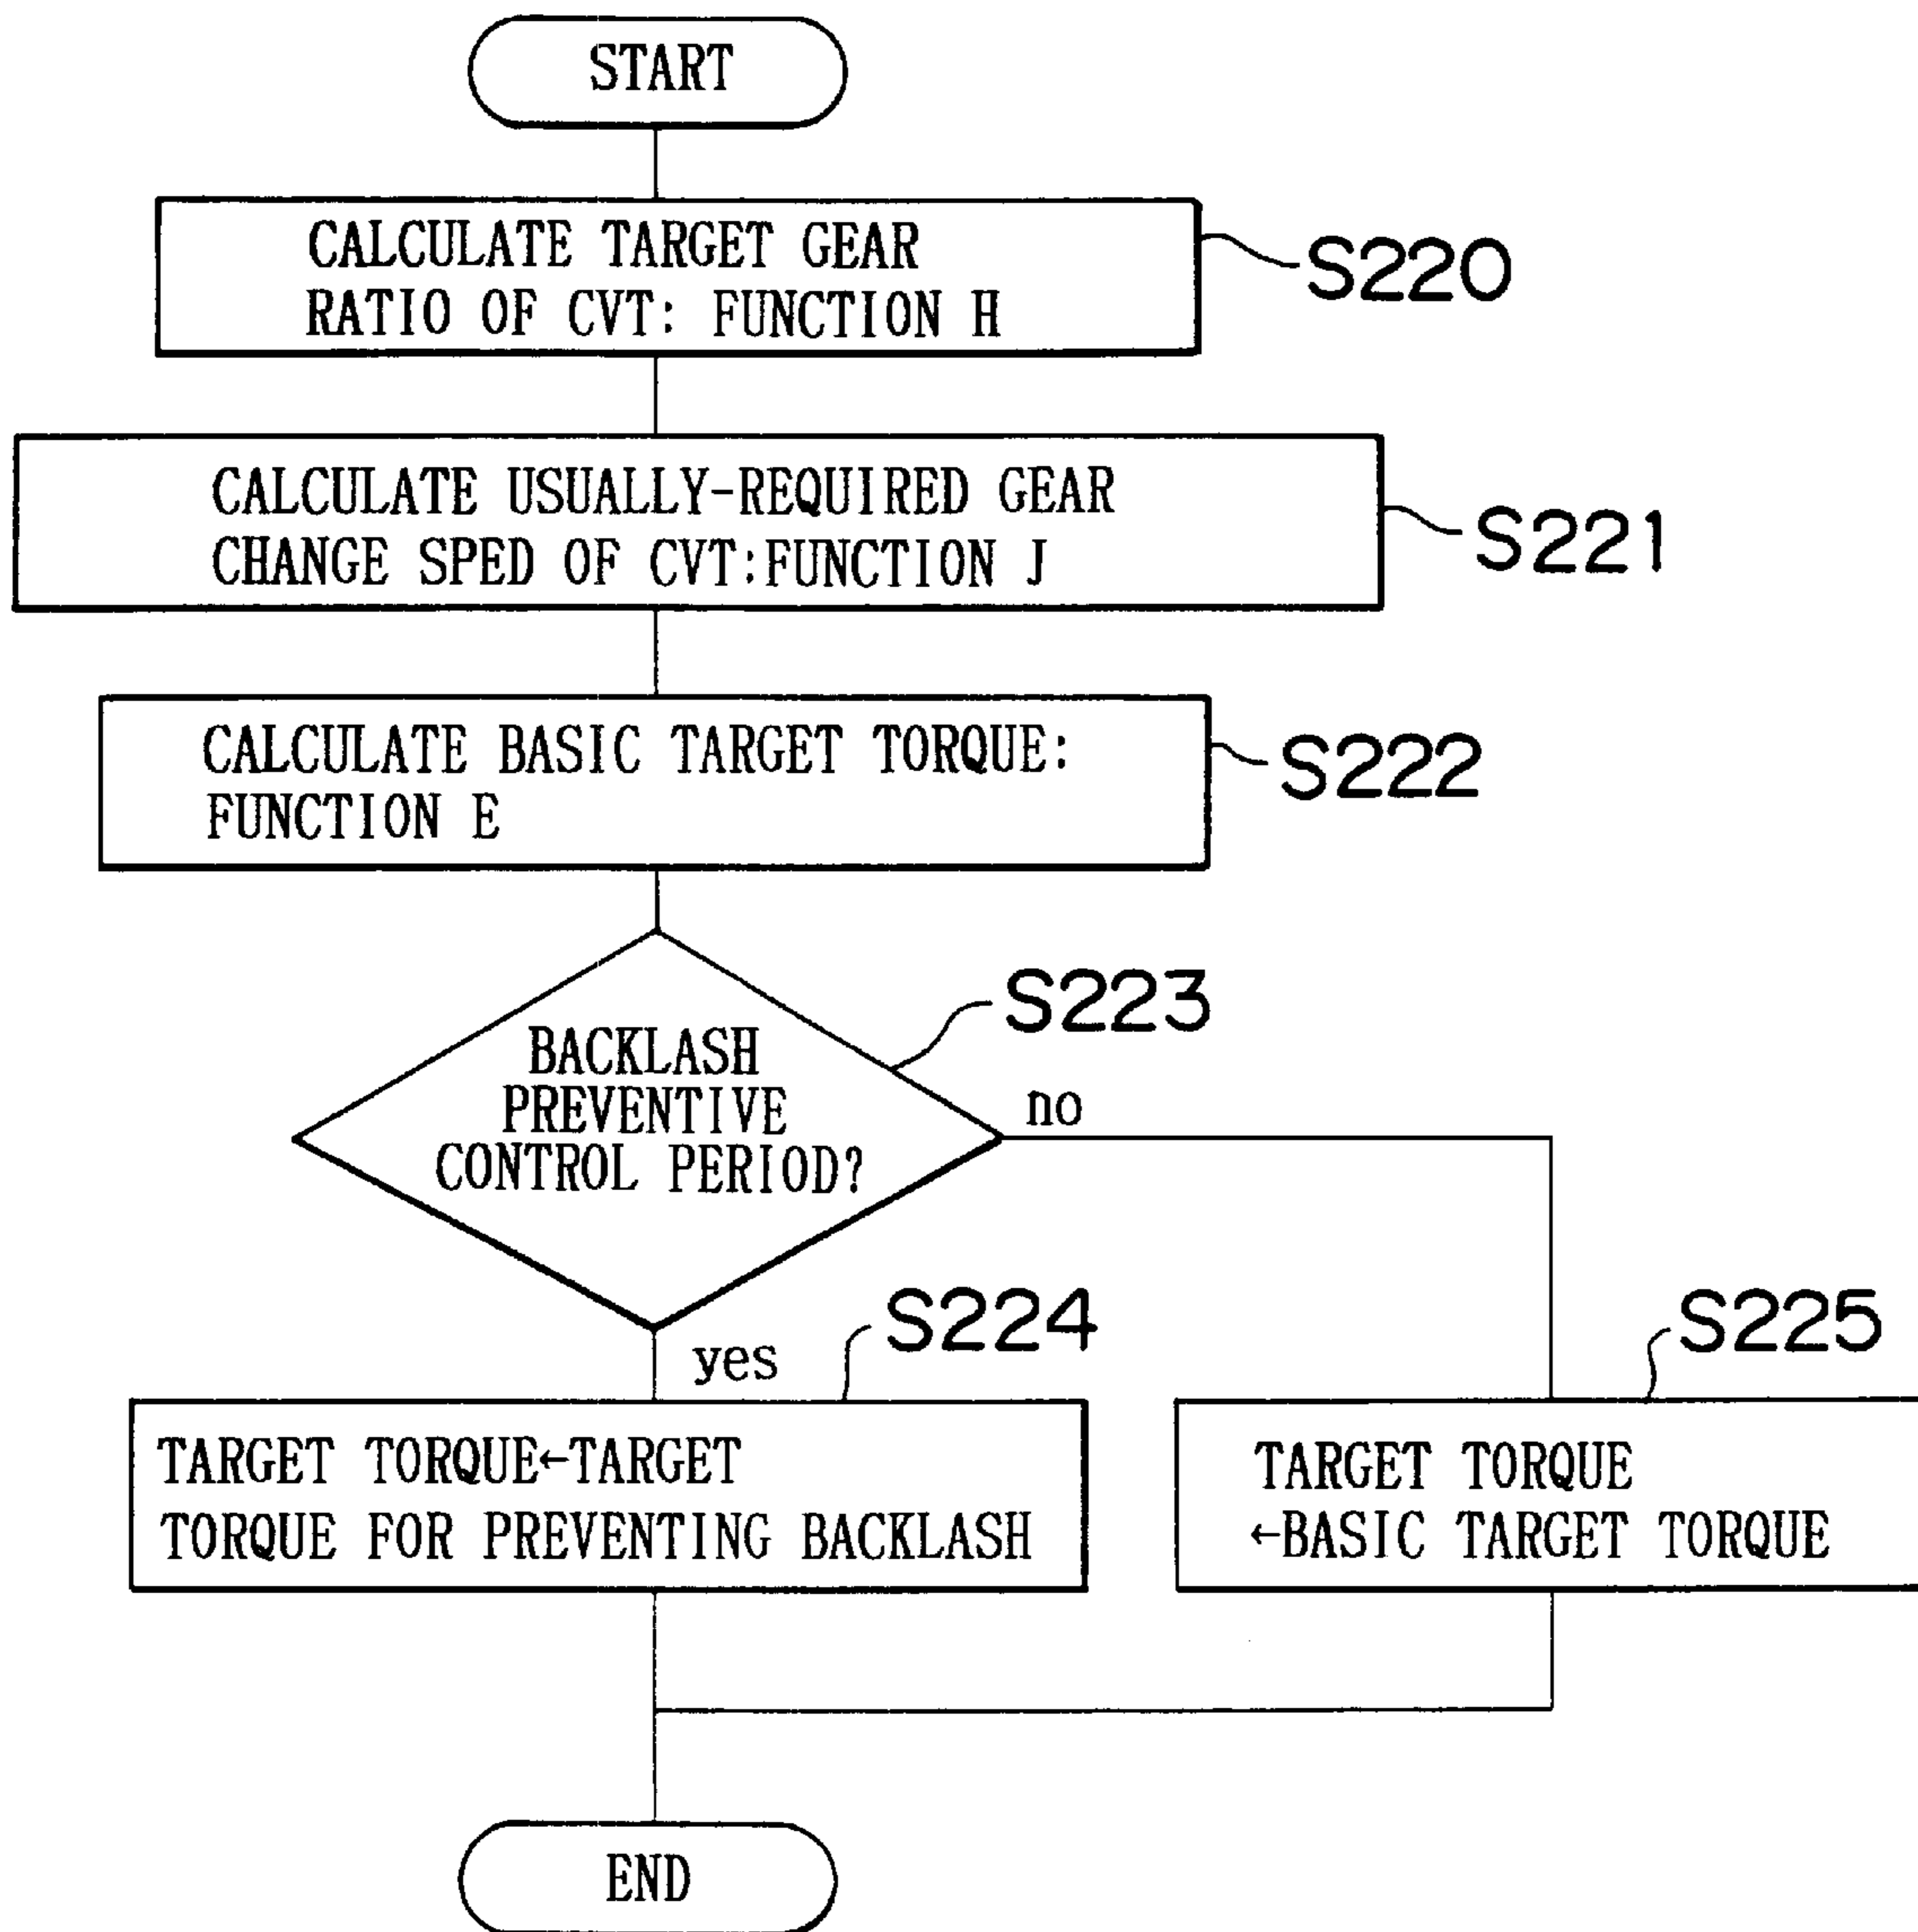 START
CALCULATE TARGET GEAR
RATIO OF CVT: FUNCTION H
S220
CALCULATE USUALLY-REQUIRED GEAR
CHANGE SPED OF CVT:FUNCTION J
S221
CALCULATE BASIC TARGET TORQUE:
FUNCTION E
S222
BACKLASH
PREVENTIVE
CONTROL PERIOD?
S223
no
yes
S224
TARGET TORQUE←TARGET
TORQUE FOR PREVENTING BACKLASH
S225
TARGET TORQUE
←BASIC TARGET TORQUE
END